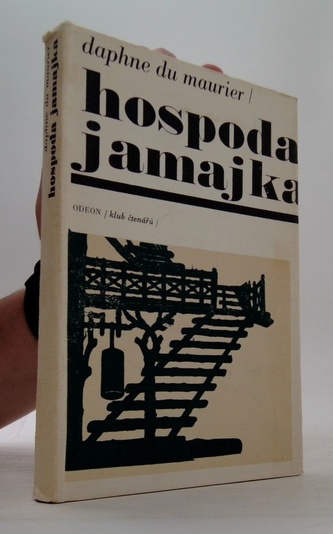 daphne du maurier /
hospoda
jamajka
ODEON / klub čtenářů /
daphne du maurier
hospoda jamajka